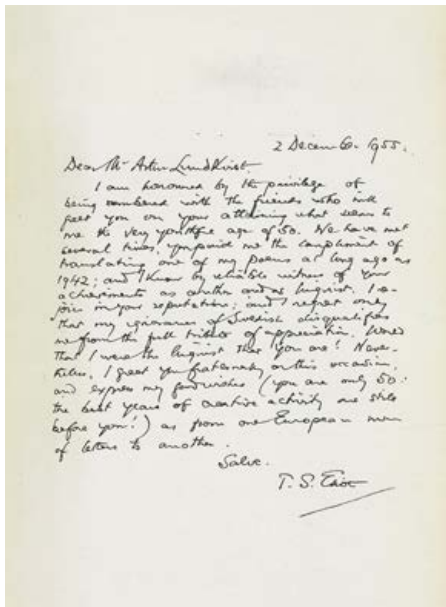 2 December 1955.
Dear Mr Artur Lundkvist.
I am honoured by the privilege of
being numbered with the friends who will
greet you on your attaining what seems to
me the very youthful age of 50. We have met
several times, you paid me the compliment of
translating one of my poems as long ago as
1942; and I know by reliable witness of your
achievements as author and as linguist. I re-
joice in your reputation; and I regret only
that my ignorance of Swedish disqualifies
me from the full tribute of appreciation. Would
that I were the linguist that you are! Never-
theless, I greet you fraternally on this occasion,
and express my good wishes (you are only 50:
the best years of creative activity are still
before you!) as from one European man
of letters to another.
Salve.
T. S. Eliot